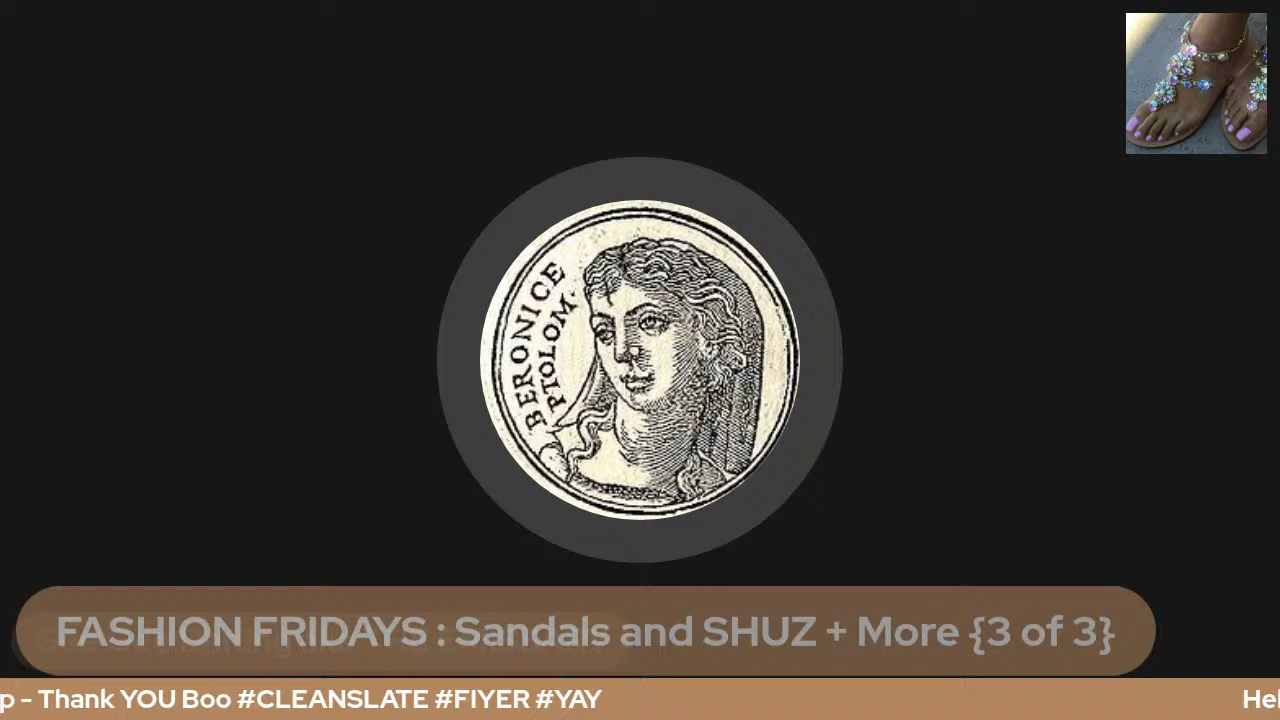 BERONICE
PTOLOM.
FASHION FRIDAYS : Sandals and SHUZ + More {3 of 3}
p - Thank YOU Boo #CLEANSLATE #FIYER #YAY
Hel